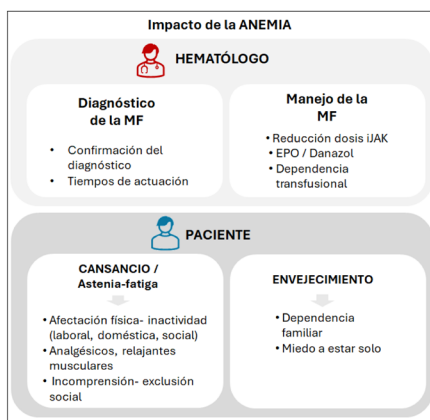 Impacto de la ANEMIA
HEMATÓLOGO
Diagnóstico
de la MF
• Confirmación del
diagnóstico
• Tiempos de actuación
Manejo de la
MF
• Reducción dosis iJAK
• EPO / Danazol
• Dependencia
transfusional
PACIENTE
CANSANCIO /
Astenia-fatiga
• Afectación física- inactividad
(laboral, doméstica, social)
• Analgésicos, relajantes
musculares
• Incomprensión- exclusión
social
ENVEJECIMIENTO
• Dependencia
familiar
• Miedo a estar solo